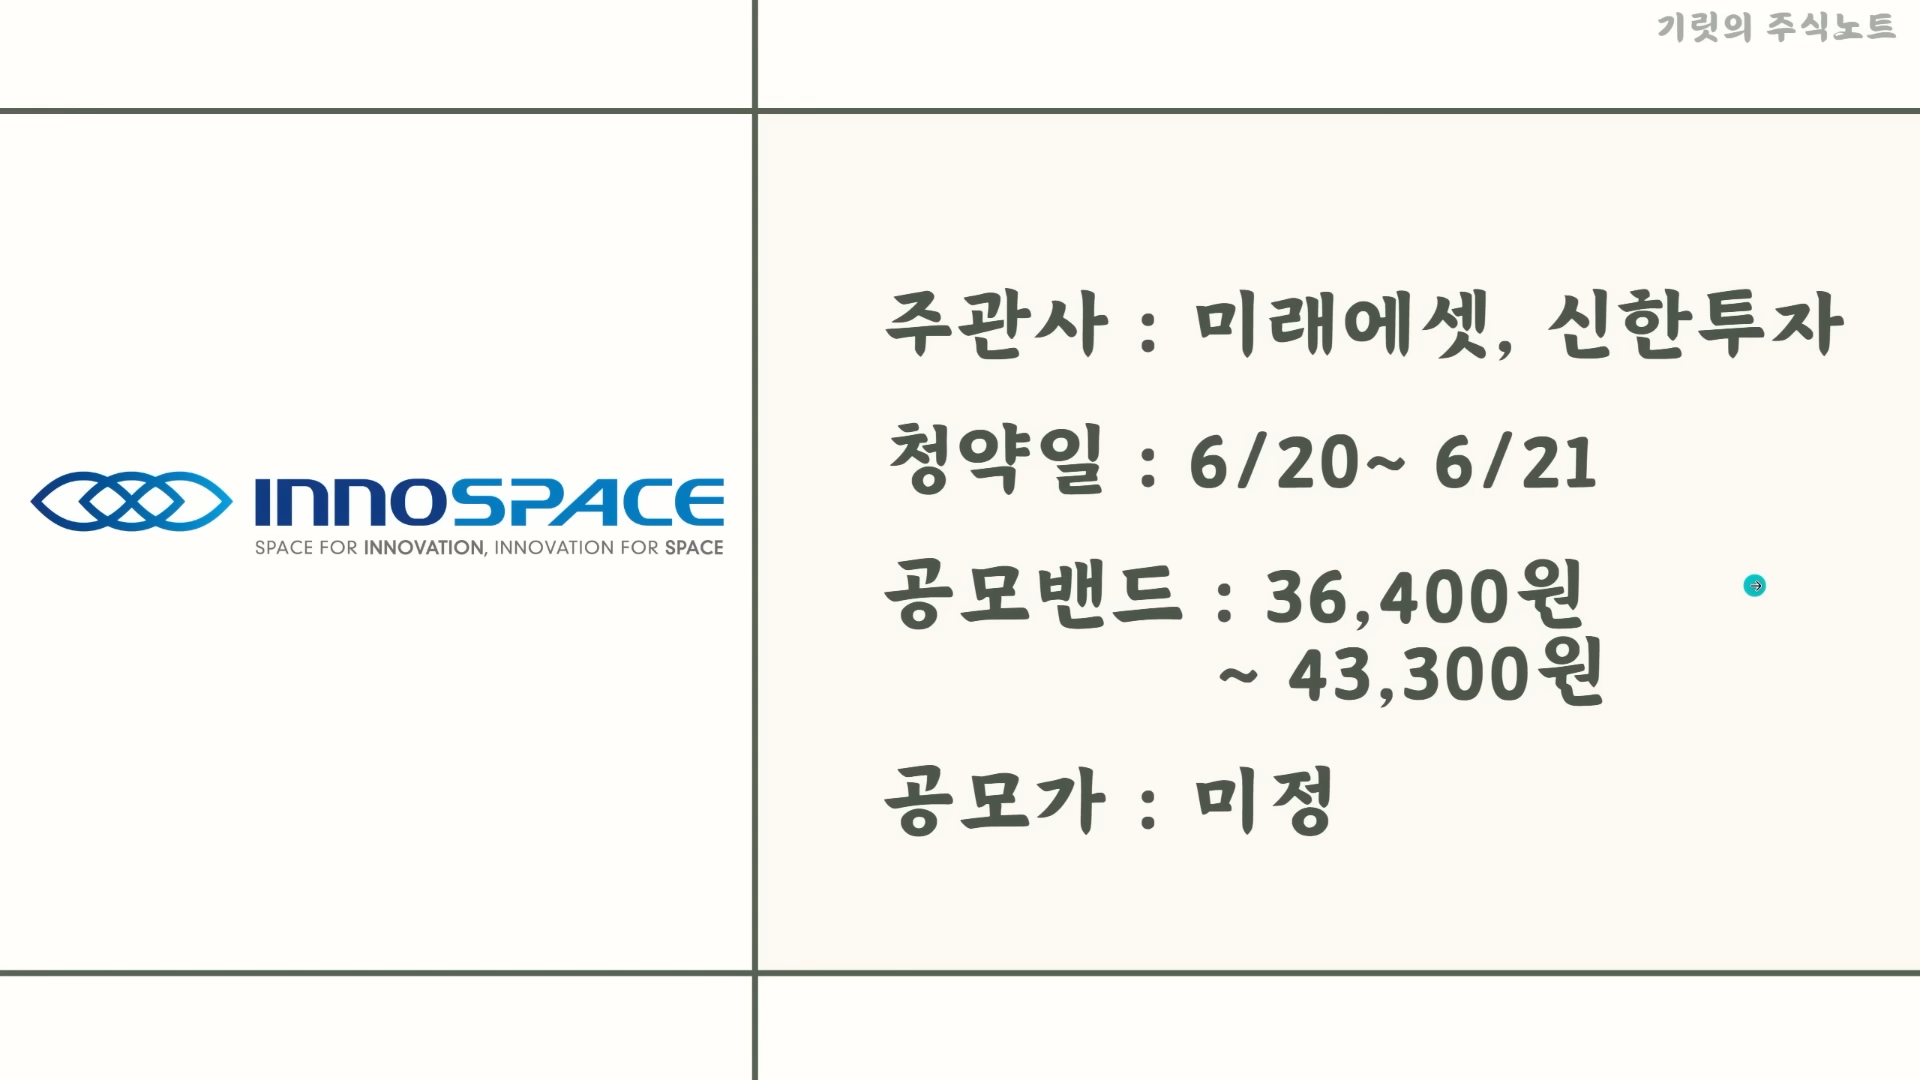 기릿의 주식노트
INNOSPACE
SPACE FOR INNOVATION, INNOVATION FOR SPACE
주관사 : 미래에셋, 신한투자
청약일 : 6/20~ 6/21
공모밴드 : 36,400원
~ 43,300원
공모가 : 미정